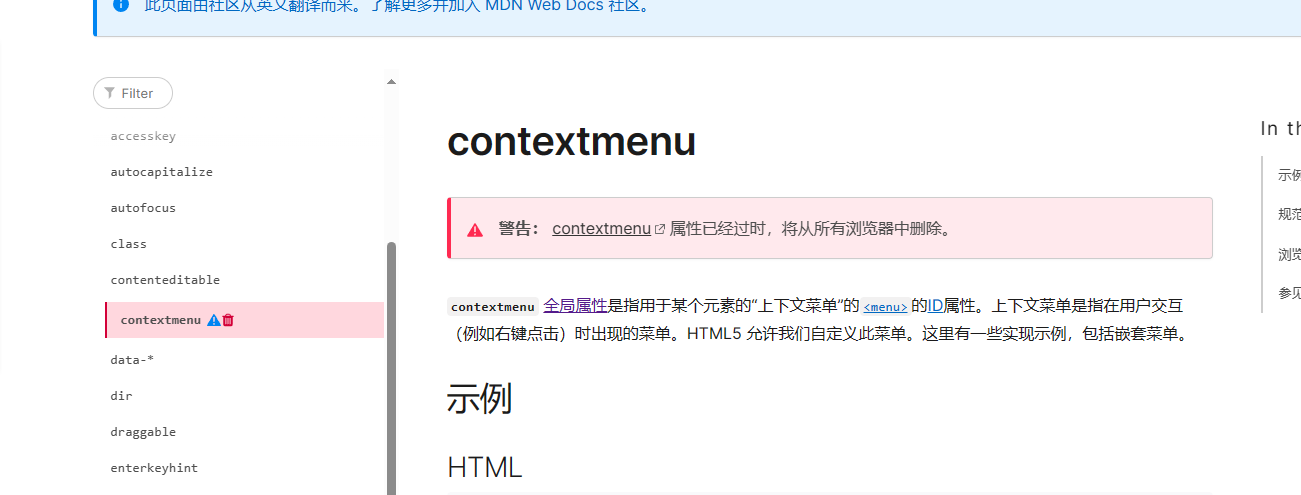 此页面由社区从英文翻译而来。了解更多并加入 MDN Web Docs 社区。
Filter
accesskey
autocapitalize
autofocus
class
contenteditable
contextmenu
data-*
dir
draggable
enterkeyhint
contextmenu
警告： contextmenu 属性已经过时，将从所有浏览器中删除。
contextmenu 全局属性是指用于某个元素的“上下文菜单”的 <menu> 的ID属性。上下文菜单是指在用户交互
（例如右键点击）时出现的菜单。HTML5 允许我们自定义此菜单。这里有一些实现示例，包括嵌套菜单。
示例
HTML
In th
示例
规范
浏览
参见